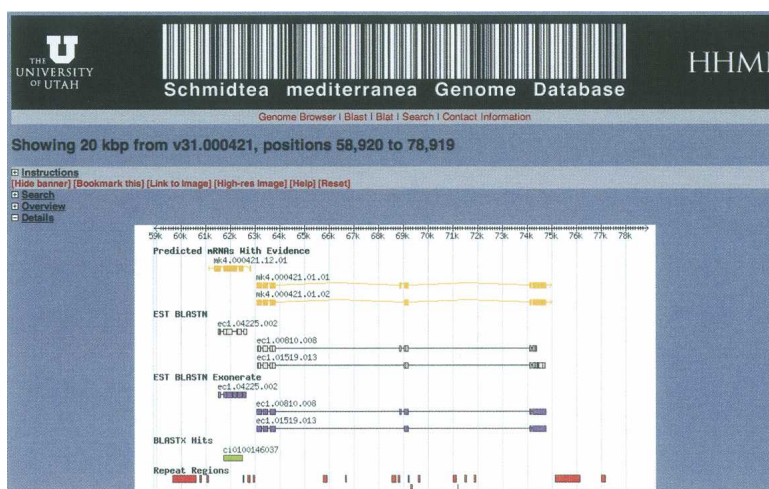 THE
UNIVERSITY
OF UTAH
Schmidtea mediterranea Genome Database
HHMI
Genome Browser | Blast | Blat | Search | Contact Information
Showing 20 kbp from v31.000421, positions 58,920 to 78,919
Instructions
[Hide banner] [Bookmark this] [Link to Image] [High-res Image] [Help] [Reset]
Search
Overview
Details
59k 60k 61k 62k 63k 64k 65k 66k 67k 68k 69k 70k 71k 72k 73k 74k 75k 76k 77k 78k
Predicted mRNAs With Evidence
mk4.000421.12.01
mk4.000421.01.01
mk4.000421.01.02
EST BLASTN
ec1.04225.002
ec1.00810.008
ec1.01519.013
EST BLASTN Exonerate
ec1.04225.002
ec1.00810.008
ec1.01519.013
BLASTX Hits
ci0100146037
Repeat Regions